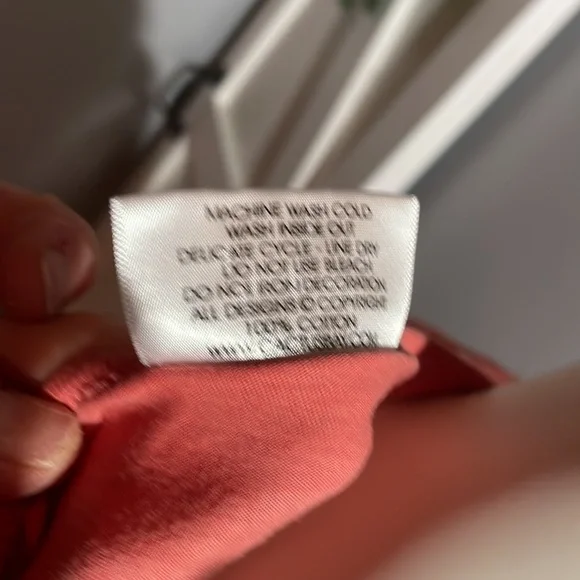 MACHINE WASH COLD
WASH INSIDE OUT
DELICATE CYCLE - LINE DRY
DO NOT USE BLEACH
DO NOT IRON DECORATION
ALL DESIGNS © COPYRIGHT
100% COTTON